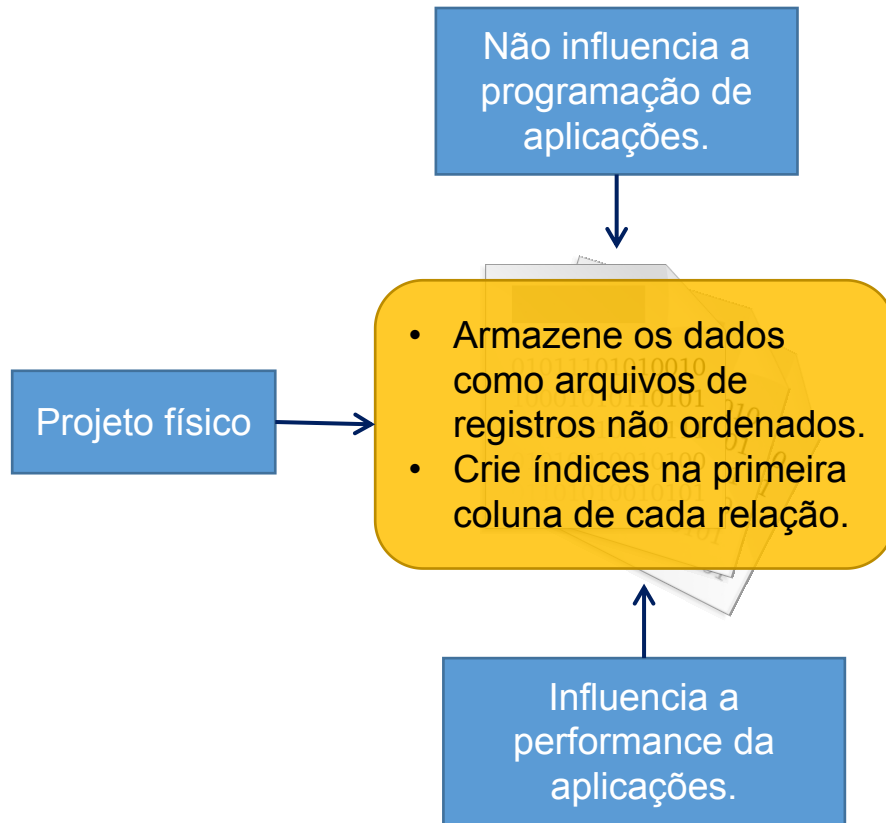 Não influencia a
programação de
aplicações.
Projeto físico
• Armazene os dados
como arquivos de
registros não ordenados.
• Crie índices na primeira
coluna de cada relação.
Influencia a
performance da
aplicações.